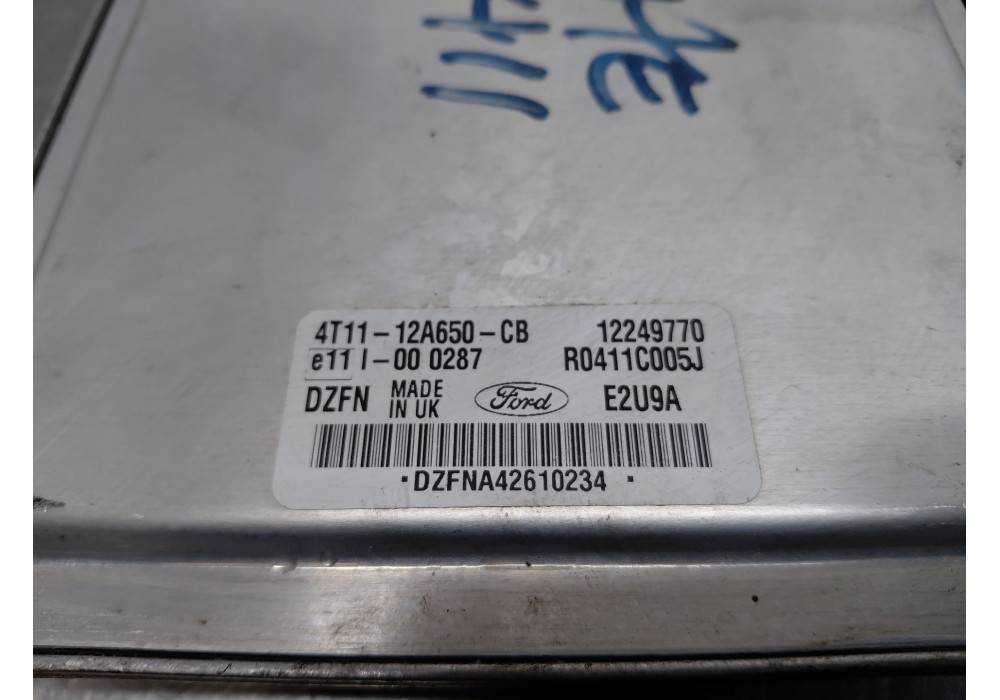 4T11-12A650-CB 12249770
e11 I-00 0287 R0411C005J
DZFN MADE IN UK Ford E2U9A
·DZFNA42610234 ·